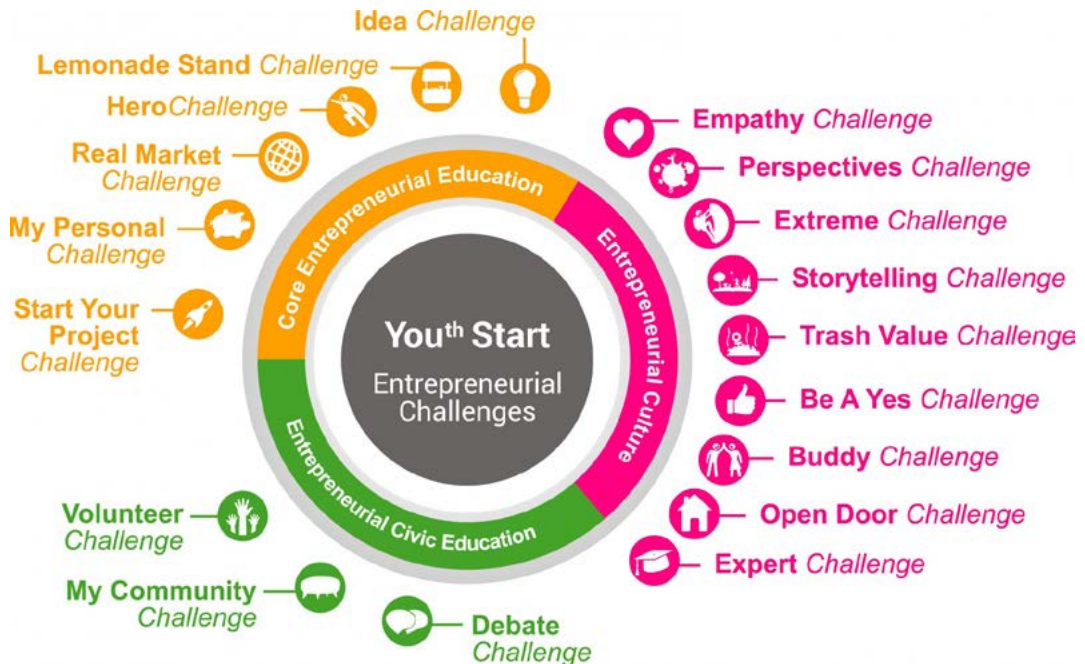 Idea Challenge
Lemonade Stand Challenge
HeroChallenge
Real Market
Challenge
My Personal
Challenge
Start Your
Project
Challenge
Core Entrepreneurial Education
Youth Start
Entrepreneurial
Challenges
Entrepreneurial Culture
Empathy Challenge
Perspectives Challenge
Extreme Challenge
Storytelling Challenge
Trash Value Challenge
Be A Yes Challenge
Buddy Challenge
Open Door Challenge
Expert Challenge
Entrepreneurial Civic Education
Volunteer
Challenge
My Community
Challenge
Debate
Challenge